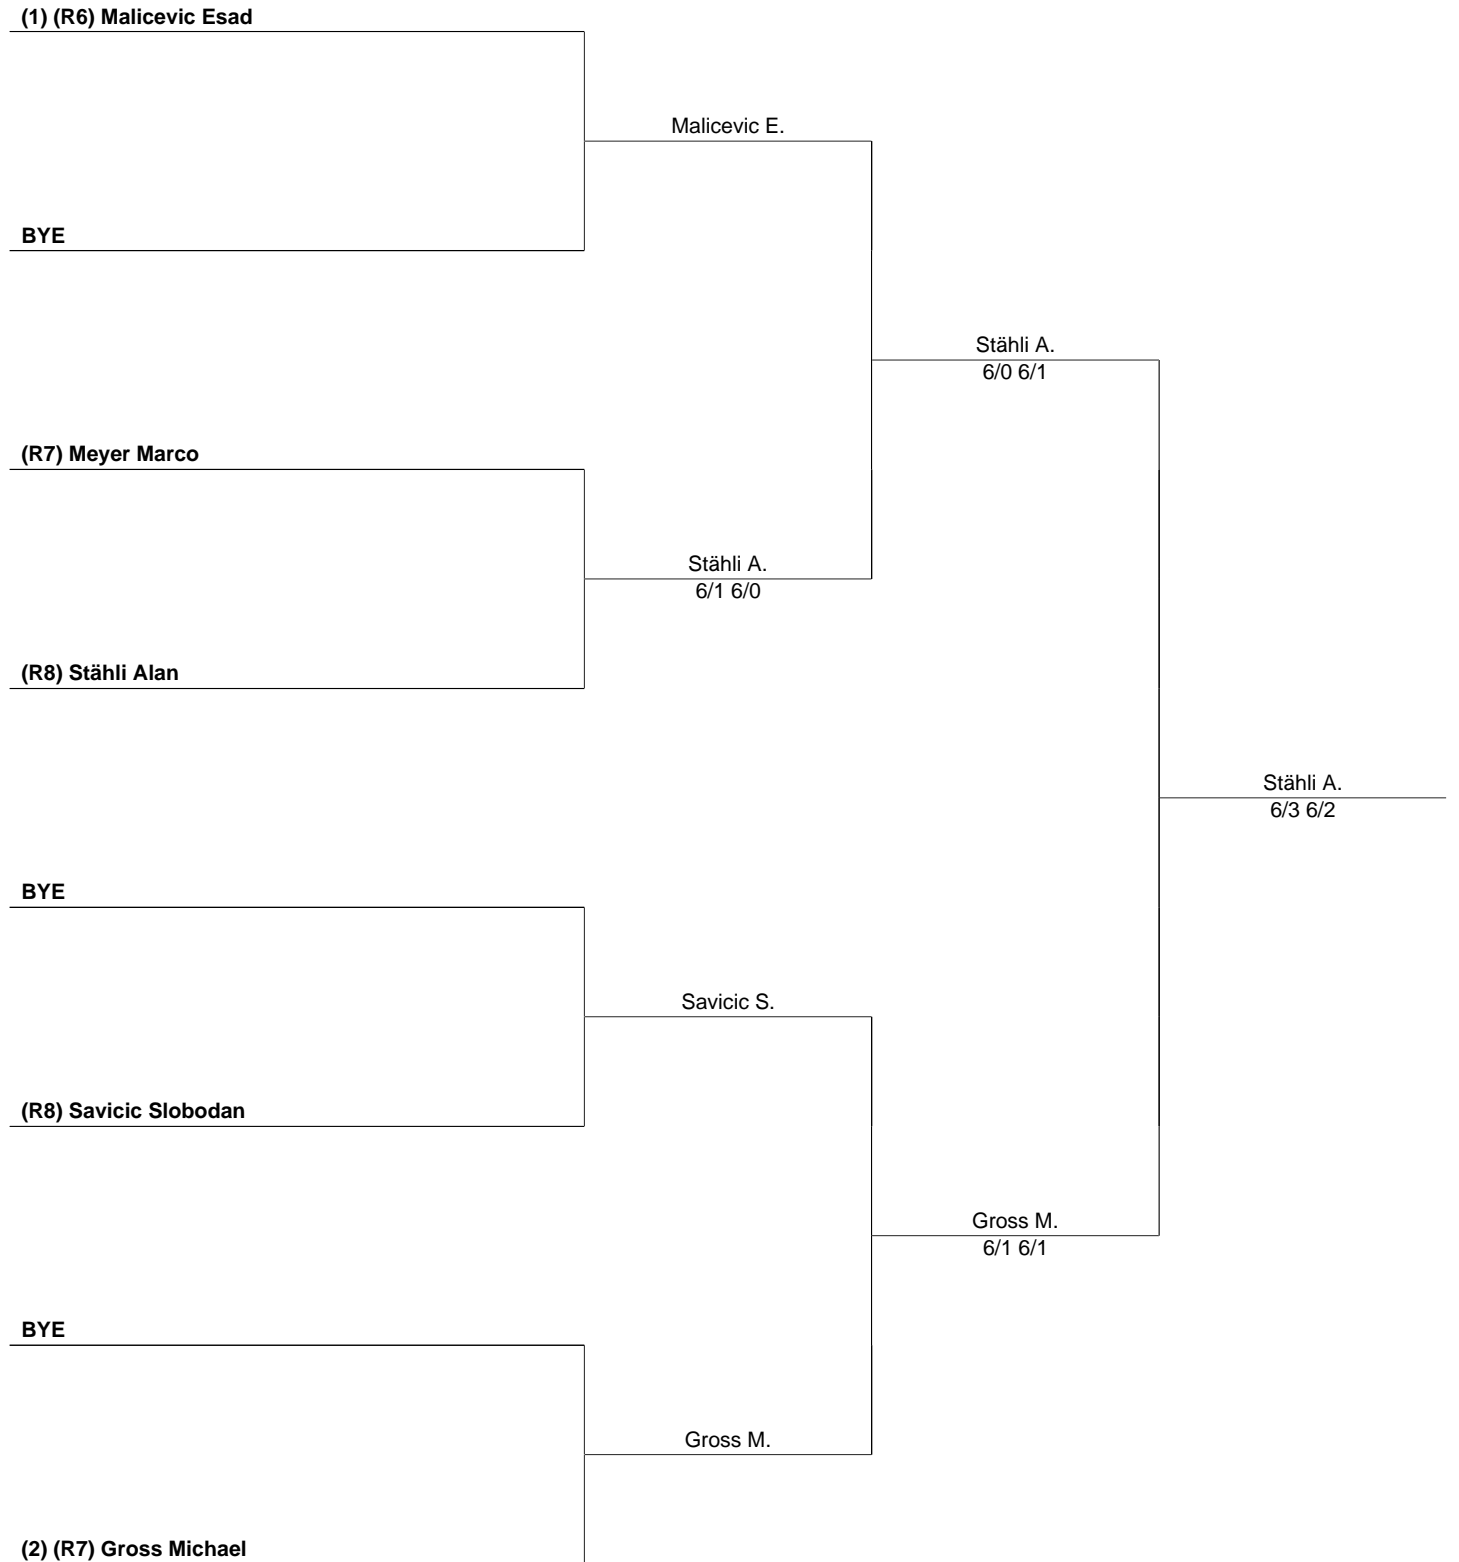 (1) (R6) Malicevic Esad
Malicevic E.
BYE
Stähli A.
6/0 6/1
(R7) Meyer Marco
Stähli A.
6/1 6/0
(R8) Stähli Alan
Stähli A.
6/3 6/2
BYE
Savicic S.
(R8) Savicic Slobodan
Gross M.
6/1 6/1
BYE
Gross M.
(2) (R7) Gross Michael